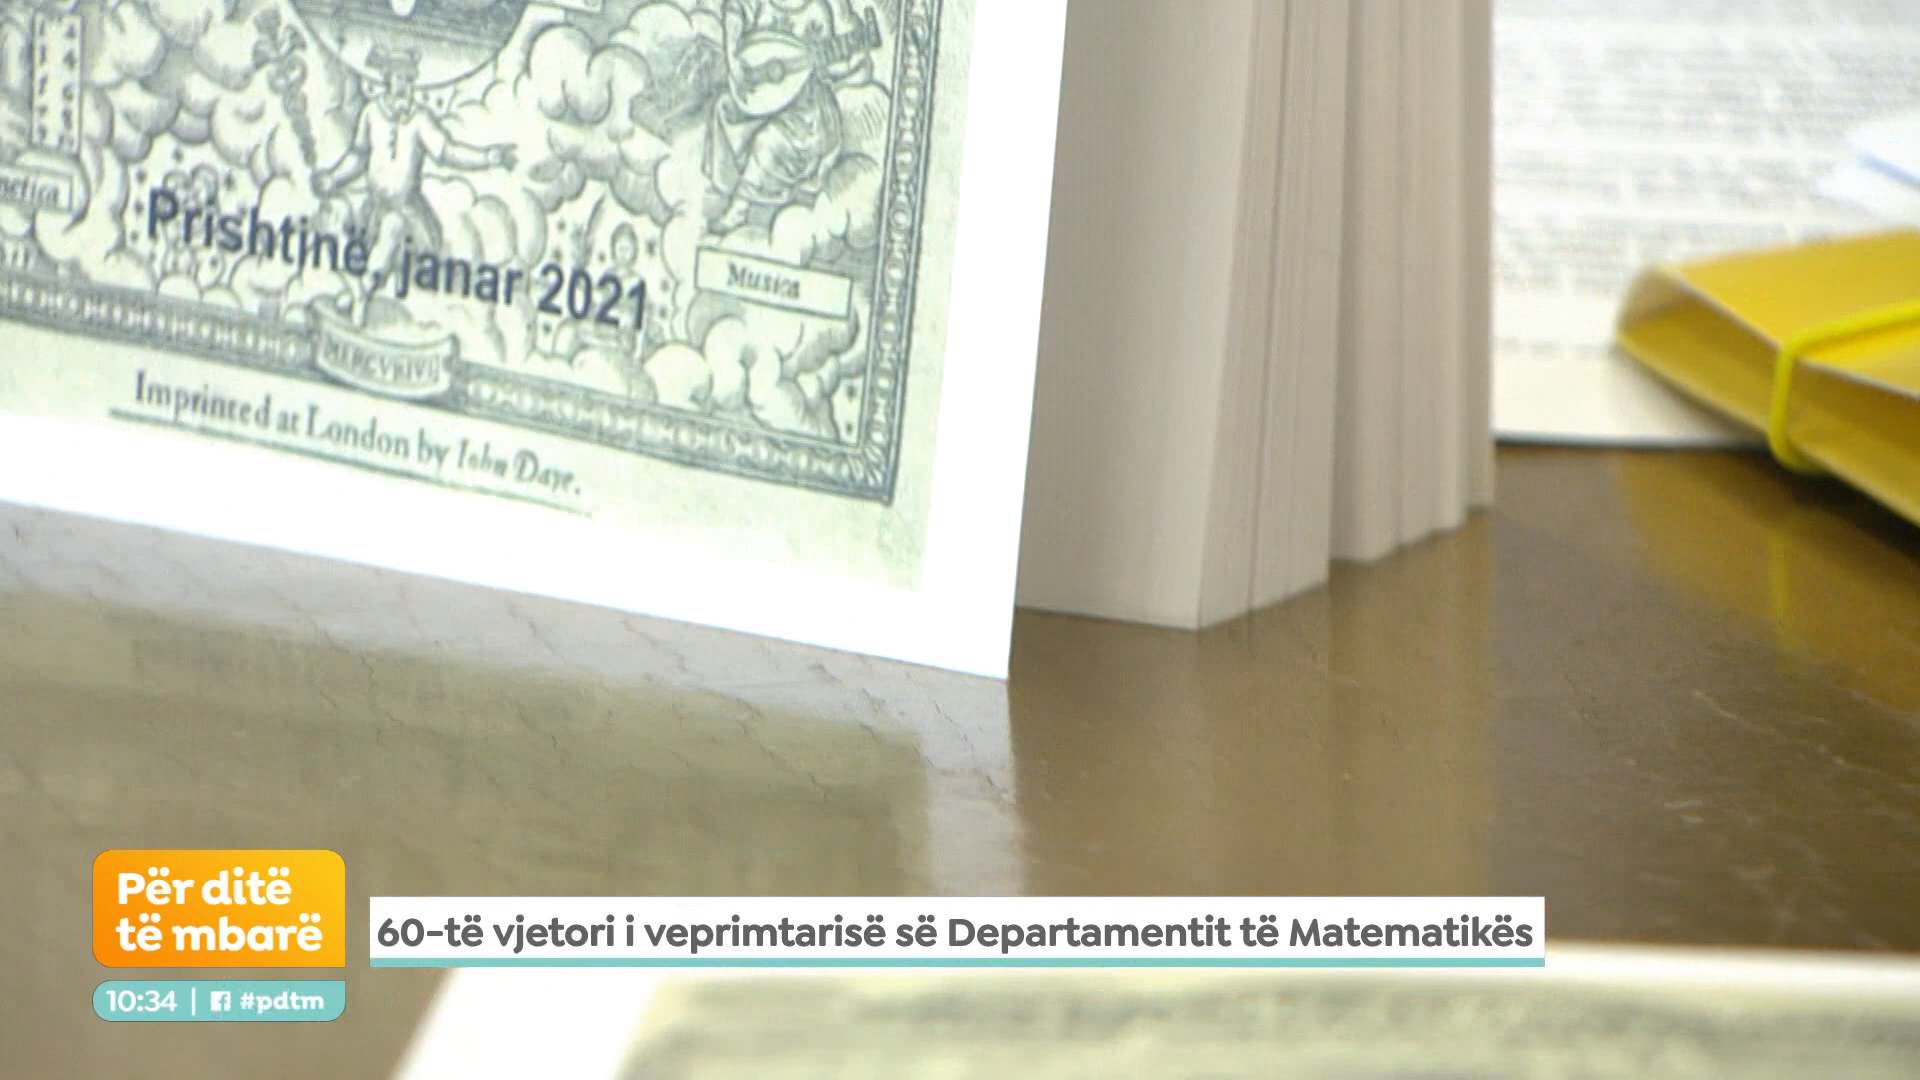 Prishtinë, janar 2021
Musica
MERCVRIVS
Imprinted at London by Iohn Daye.
Për ditë
të mbarë
60-të vjetori i veprimtarisë së Departamentit të Matematikës
10:34 | #pdtm